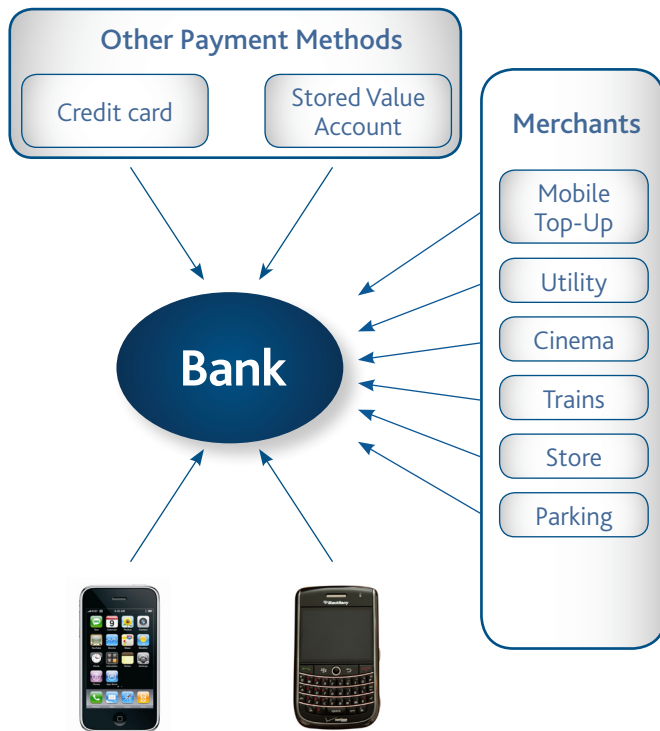 Other Payment Methods
Credit card
Stored Value
Account
Merchants
Mobile
Top-Up
Utility
Cinema
Trains
Store
Parking
Bank
BlackBerry
verizon